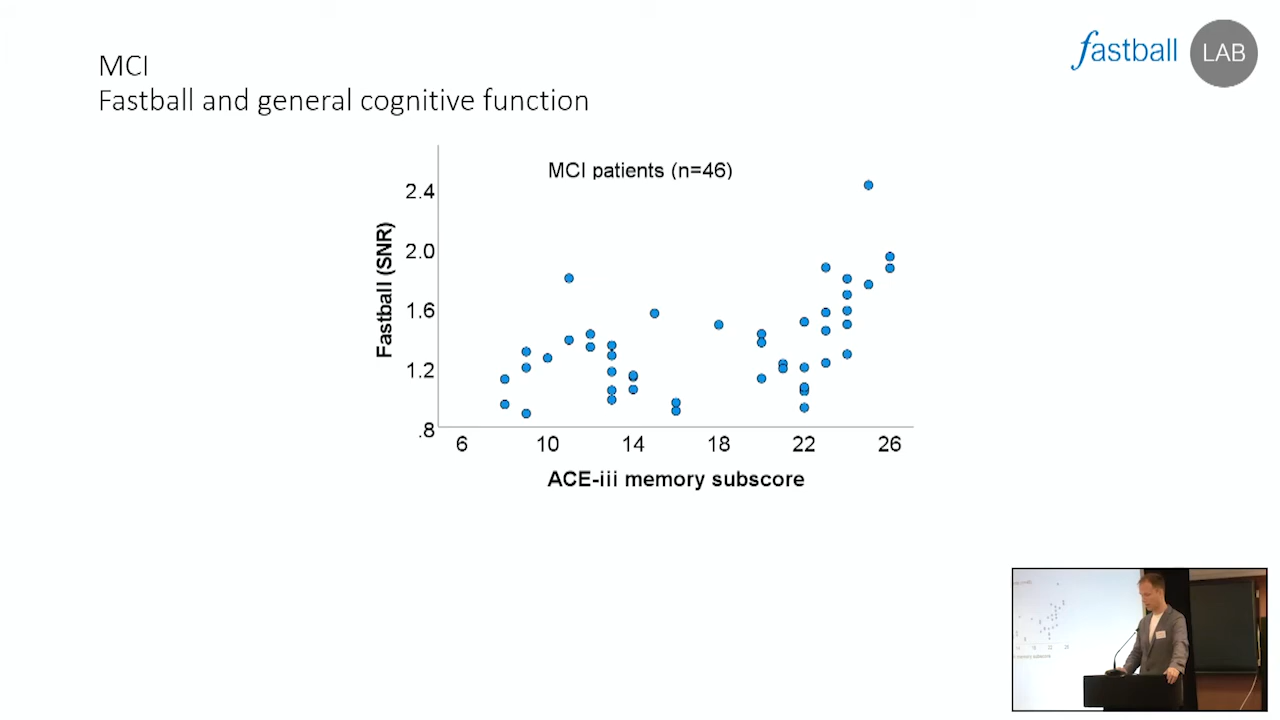 MCI
Fastball and general cognitive function
fastball LAB
MCI patients (n=46)
Fastball (SNR)
2.4
2.0
1.6
1.2
.8
6 10 14 18 22 26
ACE-iii memory subscore